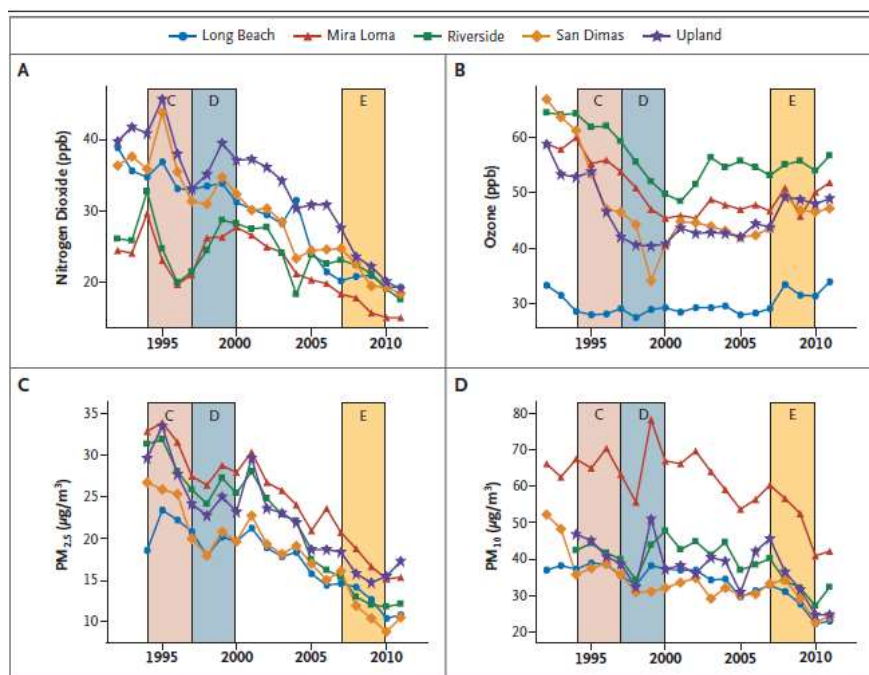 Long Beach Mira Loma Riverside San Dimas Upland
A
C D E
Nitrogen Dioxide (ppb)
40
30
20
1995 2000 2005 2010
B
C D E
Ozone (ppb)
60
50
40
30
1995 2000 2005 2010
C
C D E
PM2.5 (µg/m³)
35
30
25
20
15
10
1995 2000 2005 2010
D
C D E
PM10 (µg/m³)
80
70
60
50
40
30
20
1995 2000 2005 2010